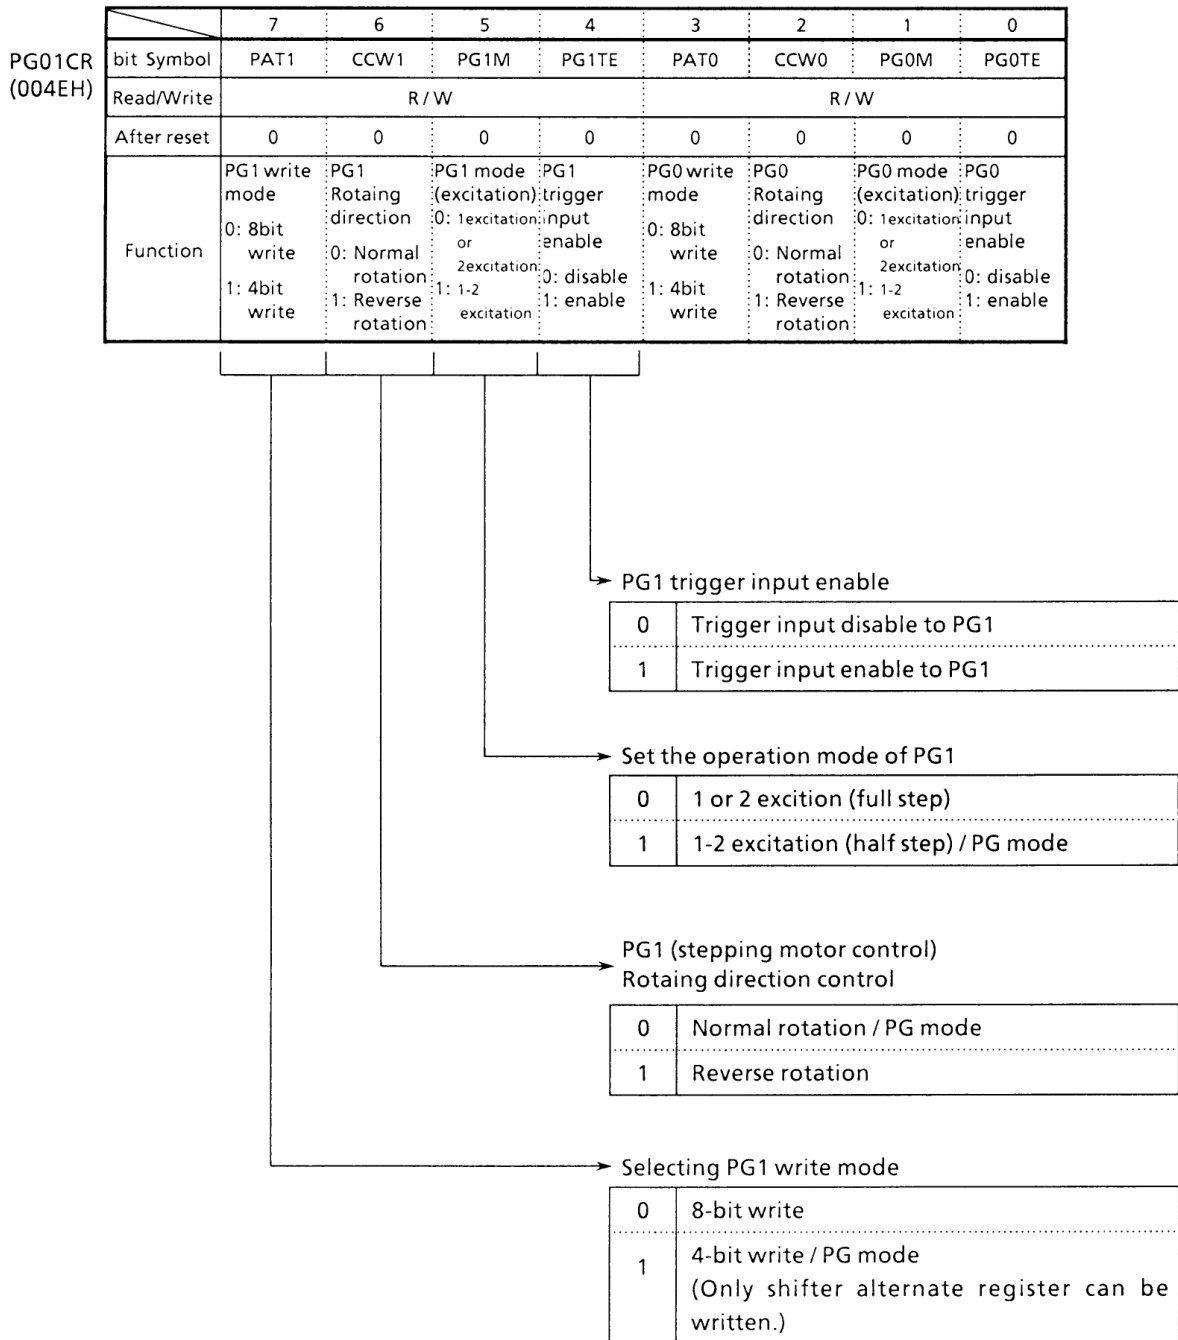 7 6 5 4 3 2 1 0
PG01CR (004EH)
bit Symbol PAT1 CCW1 PG1M PG1TE PAT0 CCW0 PG0M PG0TE
Read/Write R / W R / W
After reset 0 0 0 0 0 0 0 0
Function
PG1 write
mode
0: 8bit
write
1: 4bit
write
PG1
Rotaing
direction
0: Normal
rotation
1: Reverse
rotation
PG1 mode
(excitation)
0: 1excitation
or
2excitation
1: 1-2
excitation
PG1
trigger
input
enable
0: disable
1: enable
PG0 write
mode
0: 8bit
write
1: 4bit
write
PG0
Rotaing
direction
0: Normal
rotation
1: Reverse
rotation
PG0 mode
(excitation)
0: 1excitation
or
2excitation
1: 1-2
excitation
PG0
trigger
input
enable
0: disable
1: enable
PG1 trigger input enable
0 Trigger input disable to PG1
1 Trigger input enable to PG1
Set the operation mode of PG1
0 1 or 2 excition (full step)
1 1-2 excitation (half step) / PG mode
PG1 (stepping motor control)
Rotaing direction control
0 Normal rotation / PG mode
1 Reverse rotation
Selecting PG1 write mode
0 8-bit write
1 4-bit write / PG mode
(Only shifter alternate register can be
written.)